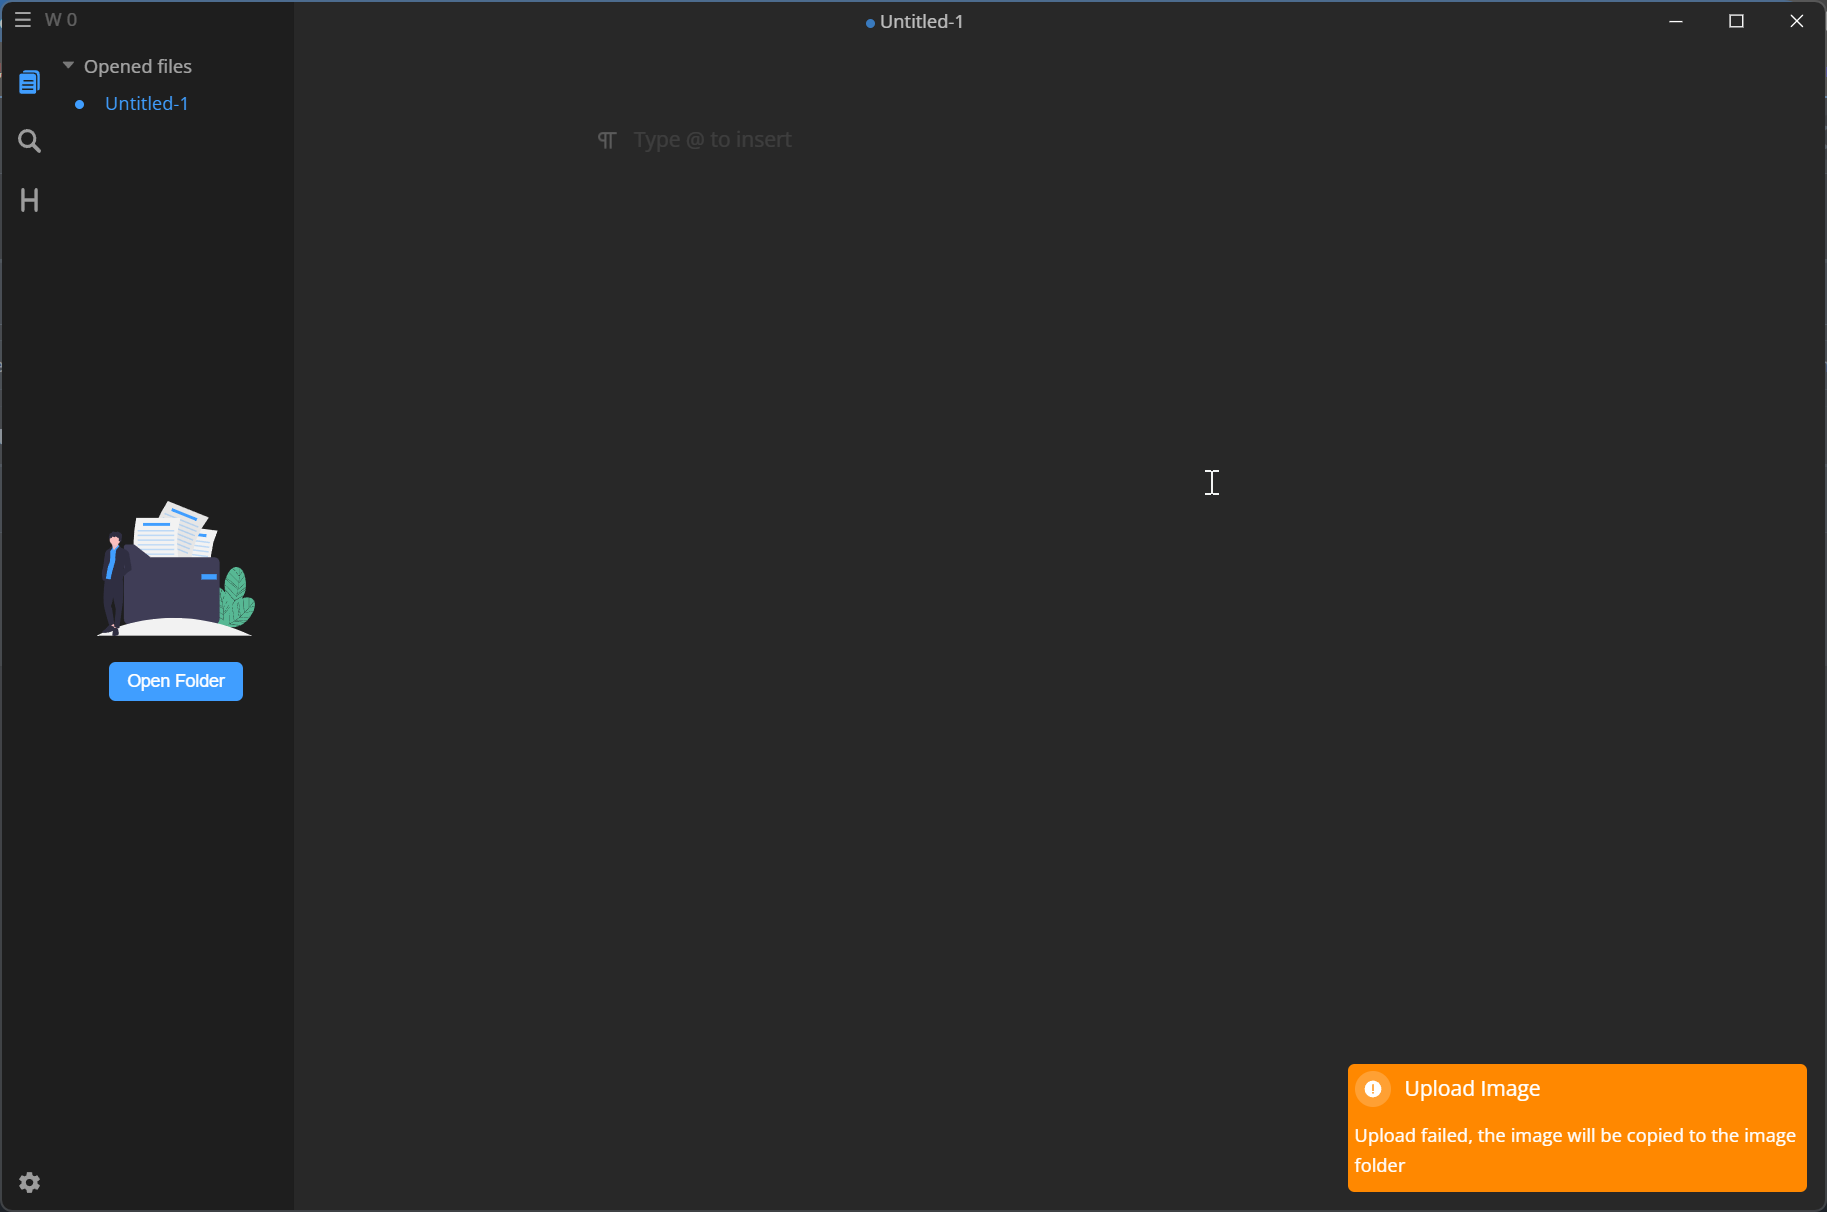 W 0
Untitled-1
Opened files
Untitled-1
Type @ to insert
Open Folder
Upload Image
Upload failed, the image will be copied to the image
folder